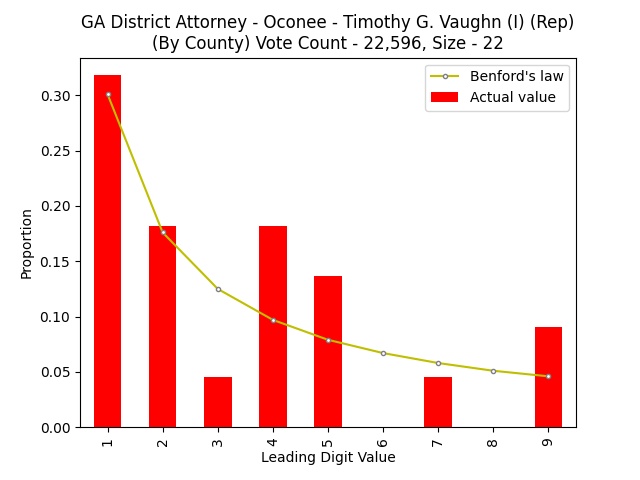 GA District Attorney - Oconee - Timothy G. Vaughn (I) (Rep)
(By County) Vote Count - 22,596, Size - 22
Benford's law
Actual value
Proportion
0.30
0.25
0.20
0.15
0.10
0.05
0.00
1 2 3 4 5 6 7 8 9
Leading Digit Value